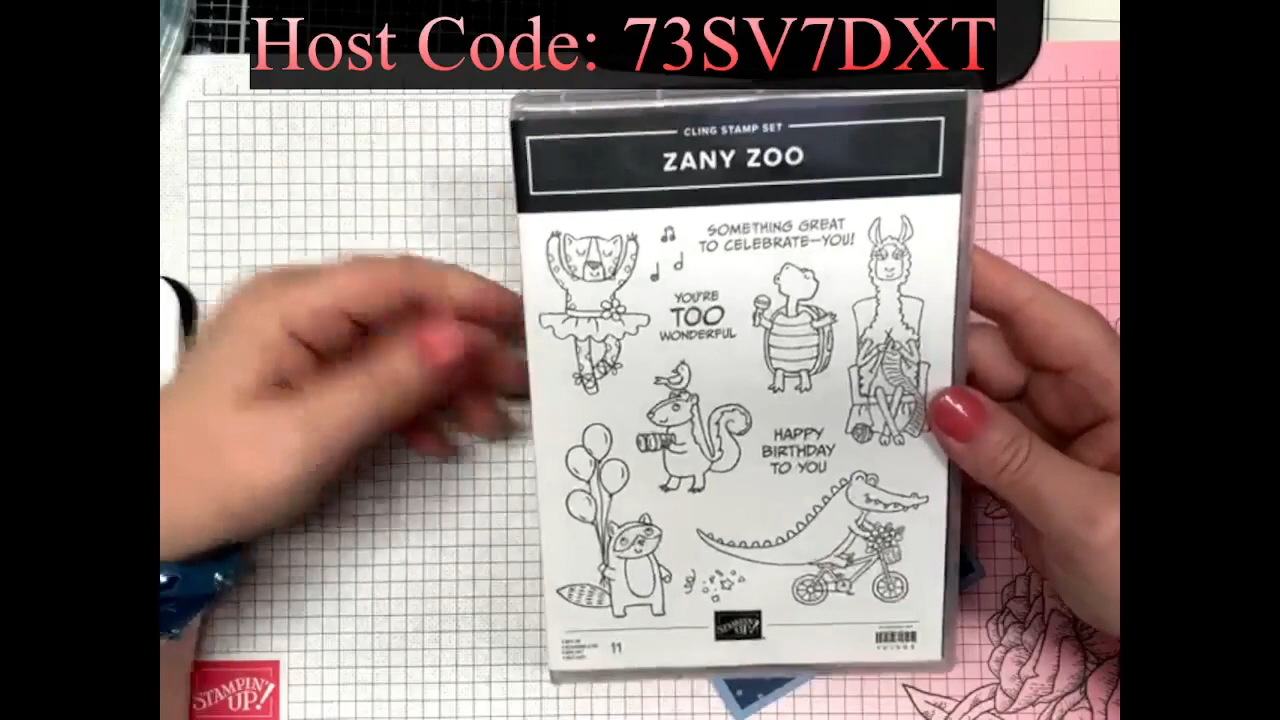 Host Code: 73SV7DXT
CLING STAMP SET
ZANY ZOO
SOMETHING GREAT
TO CELEBRATE—YOU!
YOU'RE
TOO
WONDERFUL
HAPPY
BIRTHDAY
TO YOU
STAMPIN'
UP!
11
STAMPIN'
UP!